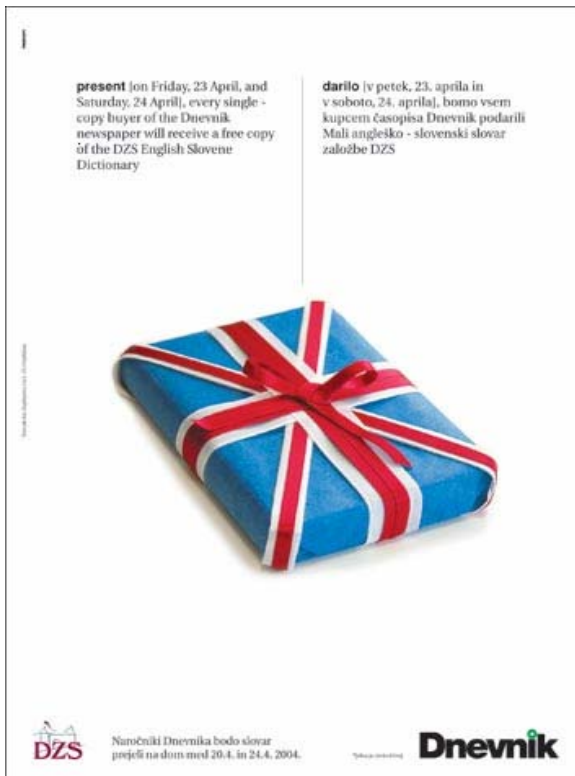 present [on Friday, 23 April, and
Saturday, 24 April], every single -
copy buyer of the Dnevnik
newspaper will receive a free copy
of the DZS English Slovene
Dictionary
darilo [v petek, 23. aprila in
v soboto, 24. aprila], bomo vsem
kupcem časopisa Dnevnik podarili
Mali angleško - slovenski slovar
založbe DZS
DZS
Naročniki Dnevnika bodo slovar
prejeli na dom med 20.4. in 24.4. 2004.
Dnevnik